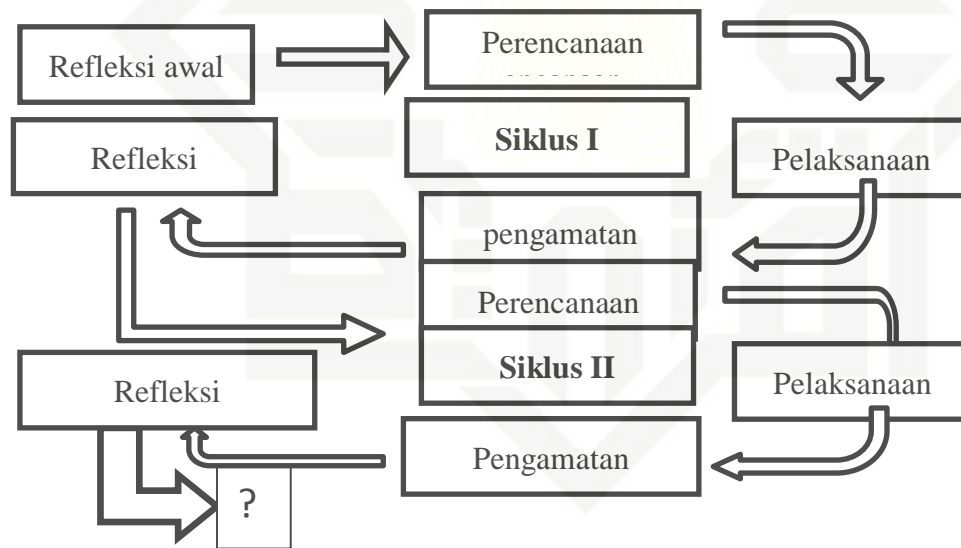 Refleksi awal
Perencanaan
Siklus I
Refleksi
Pelaksanaan
pengamatan
Perencanaan
Siklus II
Refleksi
Pelaksanaan
Pengamatan
?